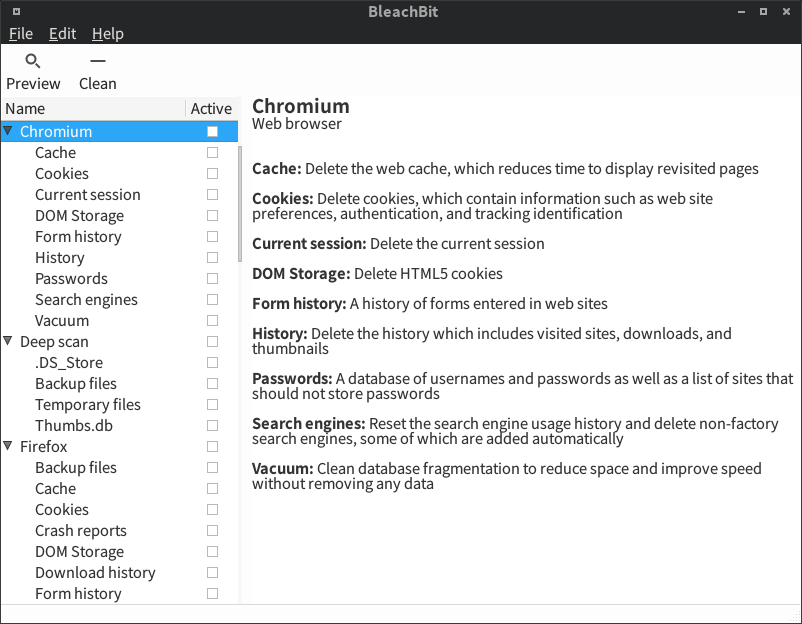 BleachBit
File Edit Help
Preview Clean
Name Active
Chromium
Cache
Cookies
Current session
DOM Storage
Form history
History
Passwords
Search engines
Vacuum
Deep scan
.DS_Store
Backup files
Temporary files
Thumbs.db
Firefox
Backup files
Cache
Cookies
Crash reports
DOM Storage
Download history
Form history
Chromium
Web browser
Cache: Delete the web cache, which reduces time to display revisited pages
Cookies: Delete cookies, which contain information such as web site
preferences, authentication, and tracking identification
Current session: Delete the current session
DOM Storage: Delete HTML5 cookies
Form history: A history of forms entered in web sites
History: Delete the history which includes visited sites, downloads, and
thumbnails
Passwords: A database of usernames and passwords as well as a list of sites that
should not store passwords
Search engines: Reset the search engine usage history and delete non-factory
search engines, some of which are added automatically
Vacuum: Clean database fragmentation to reduce space and improve speed
without removing any data